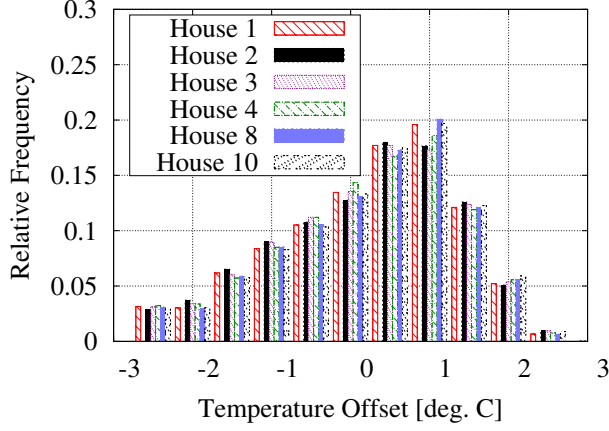 0.3
0.25
0.2
0.15
0.1
0.05
0
Relative Frequency
House 1
House 2
House 3
House 4
House 8
House 10
-3 -2 -1 0 1 2 3
Temperature Offset [deg. C]